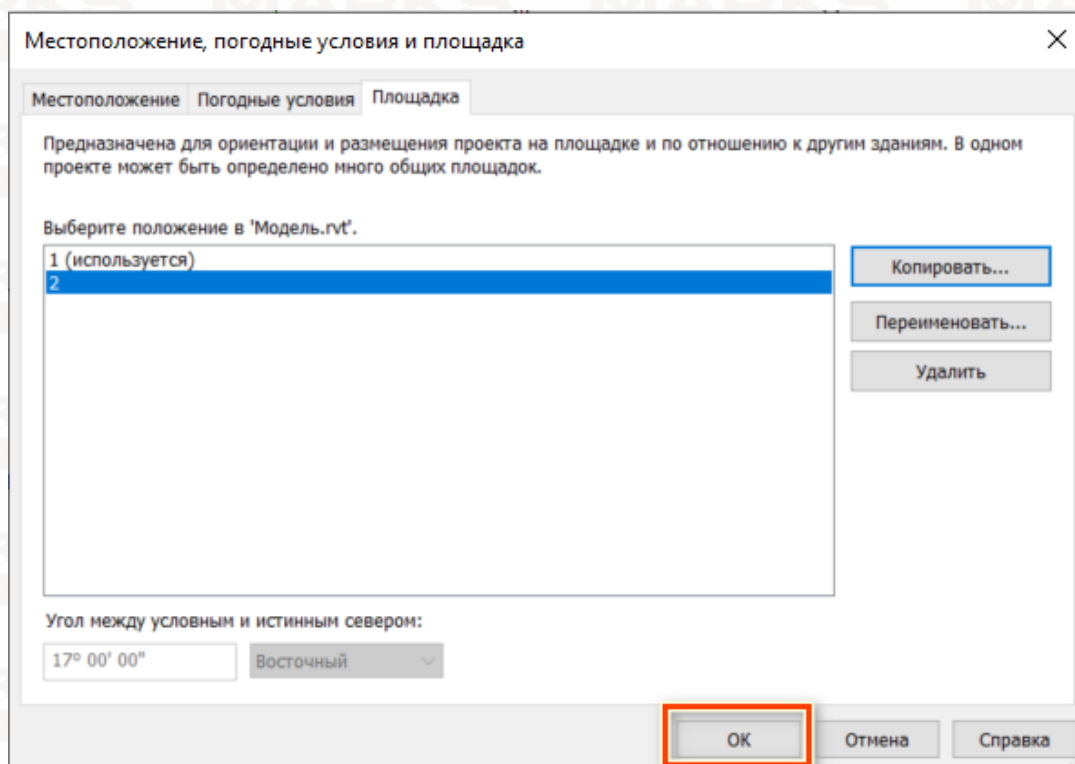 Местоположение, погодные условия и площадка
Местоположение Погодные условия Площадка
Предназначена для ориентации и размещения проекта на площадке и по отношению к другим зданиям. В одном
проекте может быть определено много общих площадок.
Выберите положение в 'Модель.rvt'.
1 (используется)
2
Копировать...
Переименовать...
Удалить
Угол между условным и истинным севером:
17° 00' 00" Восточный
ОК Отмена Справка